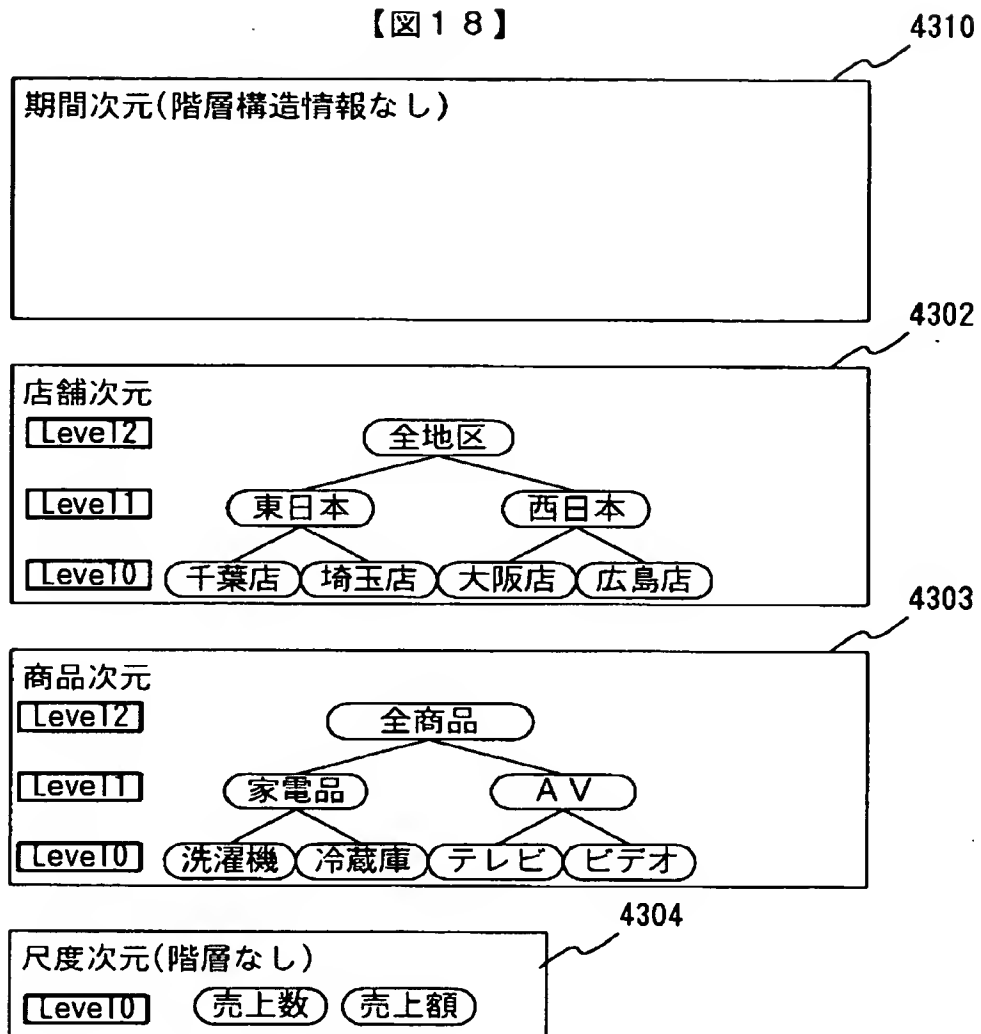 【図１８】
4310
期間次元(階層構造情報なし)
4302
店舗次元
Level2 全地区
Level1 東日本 西日本
Level0 千葉店 埼玉店 大阪店 広島店
4303
商品次元
Level2 全商品
Level1 家電品 ＡＶ
Level0 洗濯機 冷蔵庫 テレビ ビデオ
4304
尺度次元(階層なし)
Level0 売上数 売上額